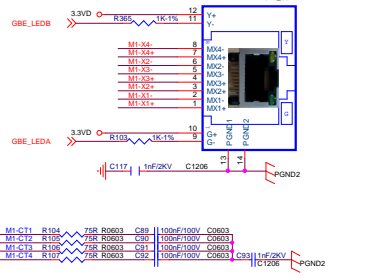 3.3VD
GBE_LEDB
R365 1K-1%
12 Y+
11 Y-
M1-X4- 8 MX4-
M1-X4+ 7 MX4+
M1-X2- 6 MX2-
M1-X3- 5 MX3-
M1-X3+ 4 MX3+
M1-X2+ 3 MX2+
M1-X1- 2 MX1-
M1-X1+ 1 MX1+
Y
G
3.3VD
GBE_LEDA
R103 1K-1%
10 G+
9 G-
PGND1
PGND2
13
14
C117 1nF/2KV C1206
PGND2
M1-CT1 R104 75R R0603 C89 100nF/100V C0603
M1-CT2 R105 75R R0603 C90 100nF/100V C0603
M1-CT3 R106 75R R0603 C91 100nF/100V C0603
M1-CT4 R107 75R R0603 C92 100nF/100V C0603
C93 1nF/2KV
C1206
PGND2